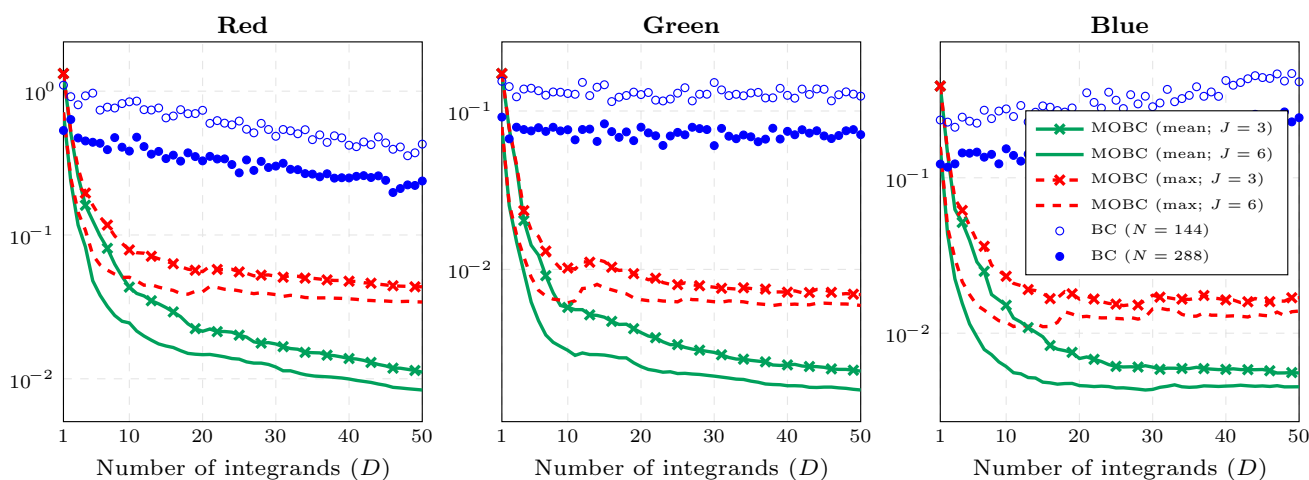 Red
Green
Blue
10^0
10^{-1}
10^{-2}
1 10 20 30 40 50
Number of integrands (D)
10^{-1}
10^{-2}
1 10 20 30 40 50
Number of integrands (D)
10^{-1}
10^{-2}
1 10 20 30 40 50
Number of integrands (D)
MOBC (mean; J = 3)
MOBC (mean; J = 6)
MOBC (max; J = 3)
MOBC (max; J = 6)
BC (N = 144)
BC (N = 288)